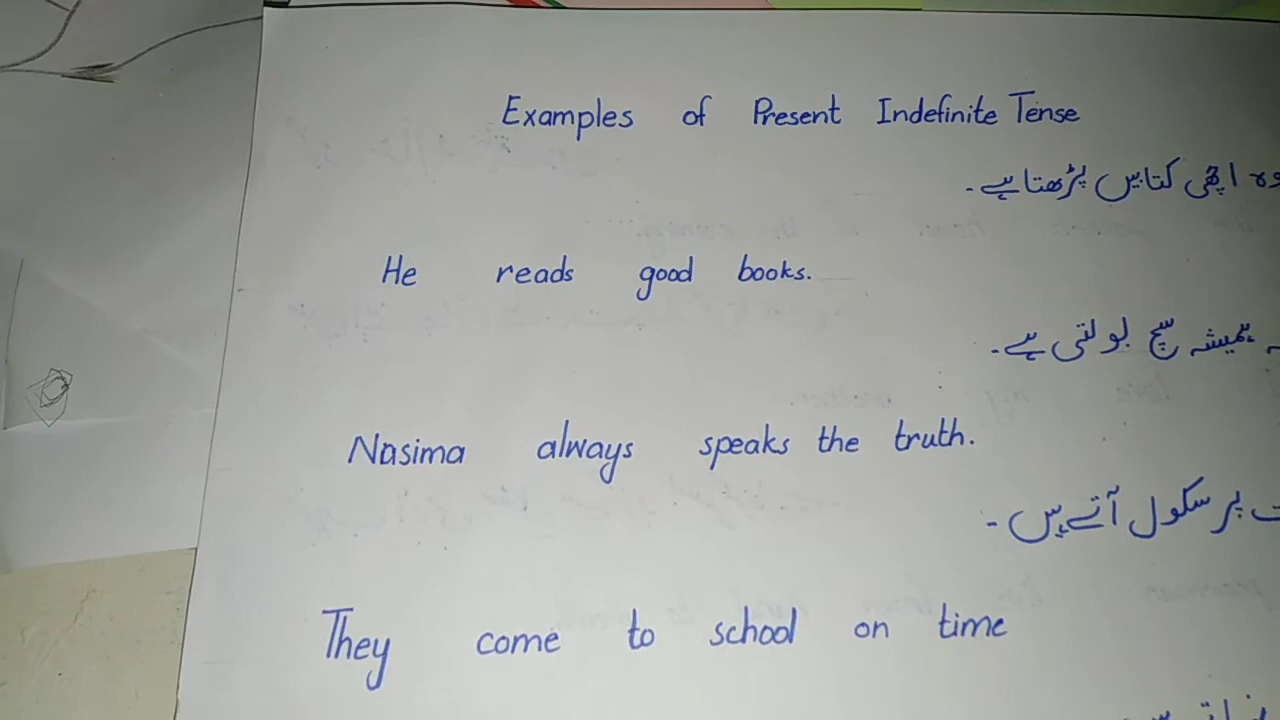 Examples of Present Indefinite Tense
وہ اچھی کتابیں پڑھتا ہے۔
He reads good books.
ہمیشہ سچ بولتی ہے۔
Nasima always speaks the truth.
پر سکول آتے ہیں۔
They come to school on time